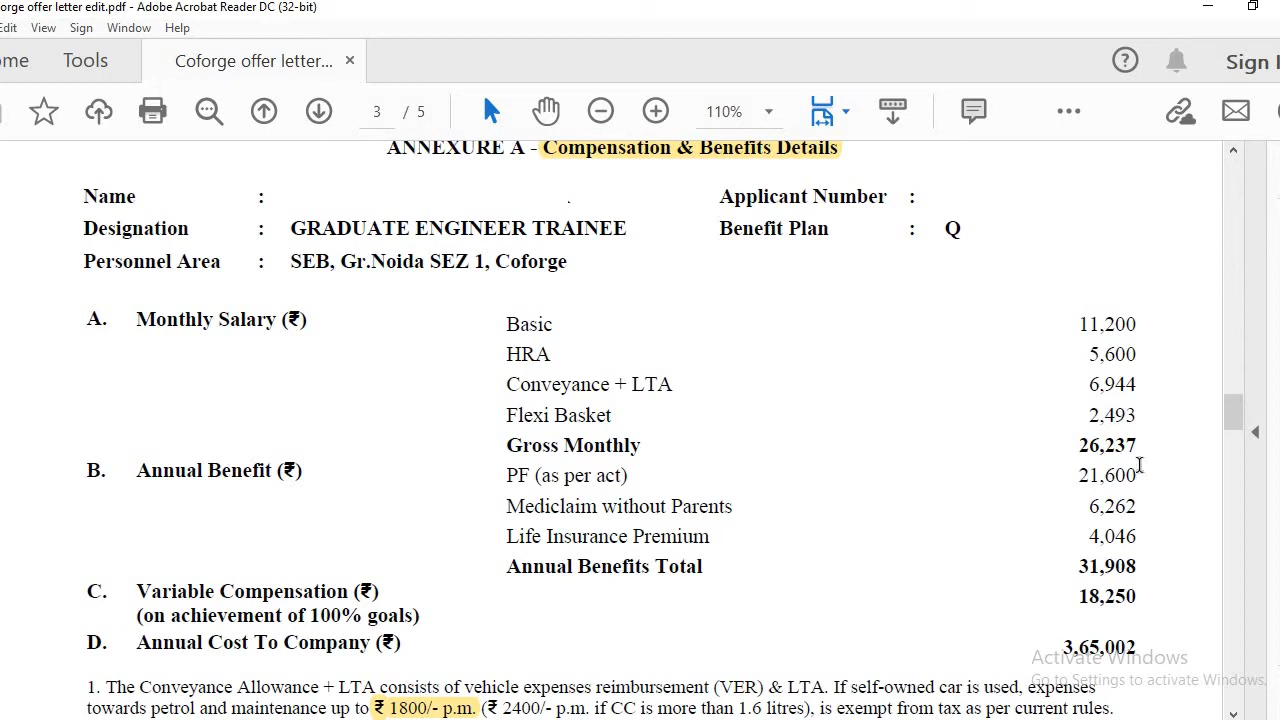 orge offer letter edit.pdf - Adobe Acrobat Reader DC (32-bit)
Edit View Sign Window Help
ome Tools Coforge offer letter... × Sign I
3 / 5 110%
ANNEXURE A - Compensation & Benefits Details
Name : . Applicant Number :
Designation : GRADUATE ENGINEER TRAINEE Benefit Plan : Q
Personnel Area : SEB, Gr.Noida SEZ 1, Coforge
A. Monthly Salary (₹) Basic 11,200
HRA 5,600
Conveyance + LTA 6,944
Flexi Basket 2,493
Gross Monthly 26,237
B. Annual Benefit (₹) PF (as per act) 21,600
Mediclaim without Parents 6,262
Life Insurance Premium 4,046
Annual Benefits Total 31,908
C. Variable Compensation (₹) 18,250
(on achievement of 100% goals)
D. Annual Cost To Company (₹) 3,65,002
Activate Windows
Go to Settings to activate Windows.
1. The Conveyance Allowance + LTA consists of vehicle expenses reimbursement (VER) & LTA. If self-owned car is used, expenses
towards petrol and maintenance up to ₹ 1800/- p.m. (₹ 2400/- p.m. if CC is more than 1.6 litres), is exempt from tax as per current rules.